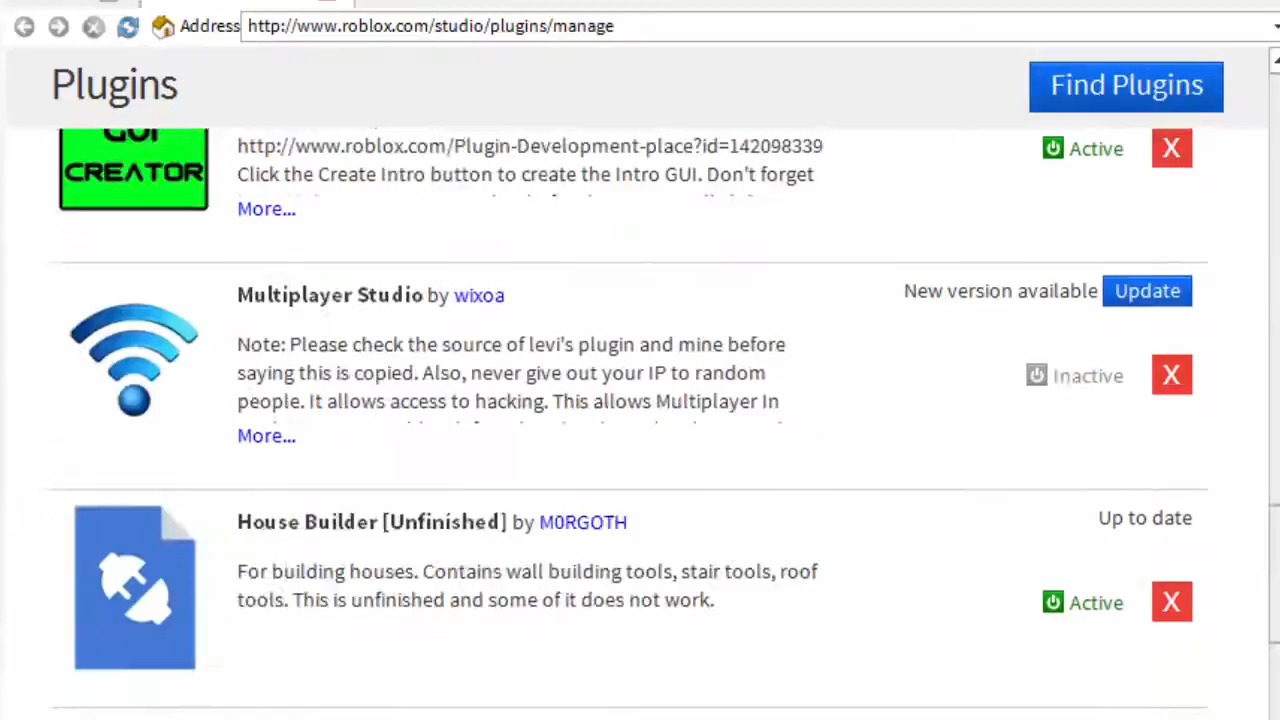 Address http://www.roblox.com/studio/plugins/manage
Plugins
Find Plugins
GUI
CREATOR
http://www.roblox.com/Plugin-Development-place?id=142098339
Click the Create Intro button to create the Intro GUI. Don't forget
More...
Active
X
Multiplayer Studio by wixoa
New version available Update
Note: Please check the source of levi's plugin and mine before
saying this is copied. Also, never give out your IP to random
people. It allows access to hacking. This allows Multiplayer In
More...
Inactive
X
House Builder [Unfinished] by M0RGOTH
Up to date
For building houses. Contains wall building tools, stair tools, roof
tools. This is unfinished and some of it does not work.
Active
X